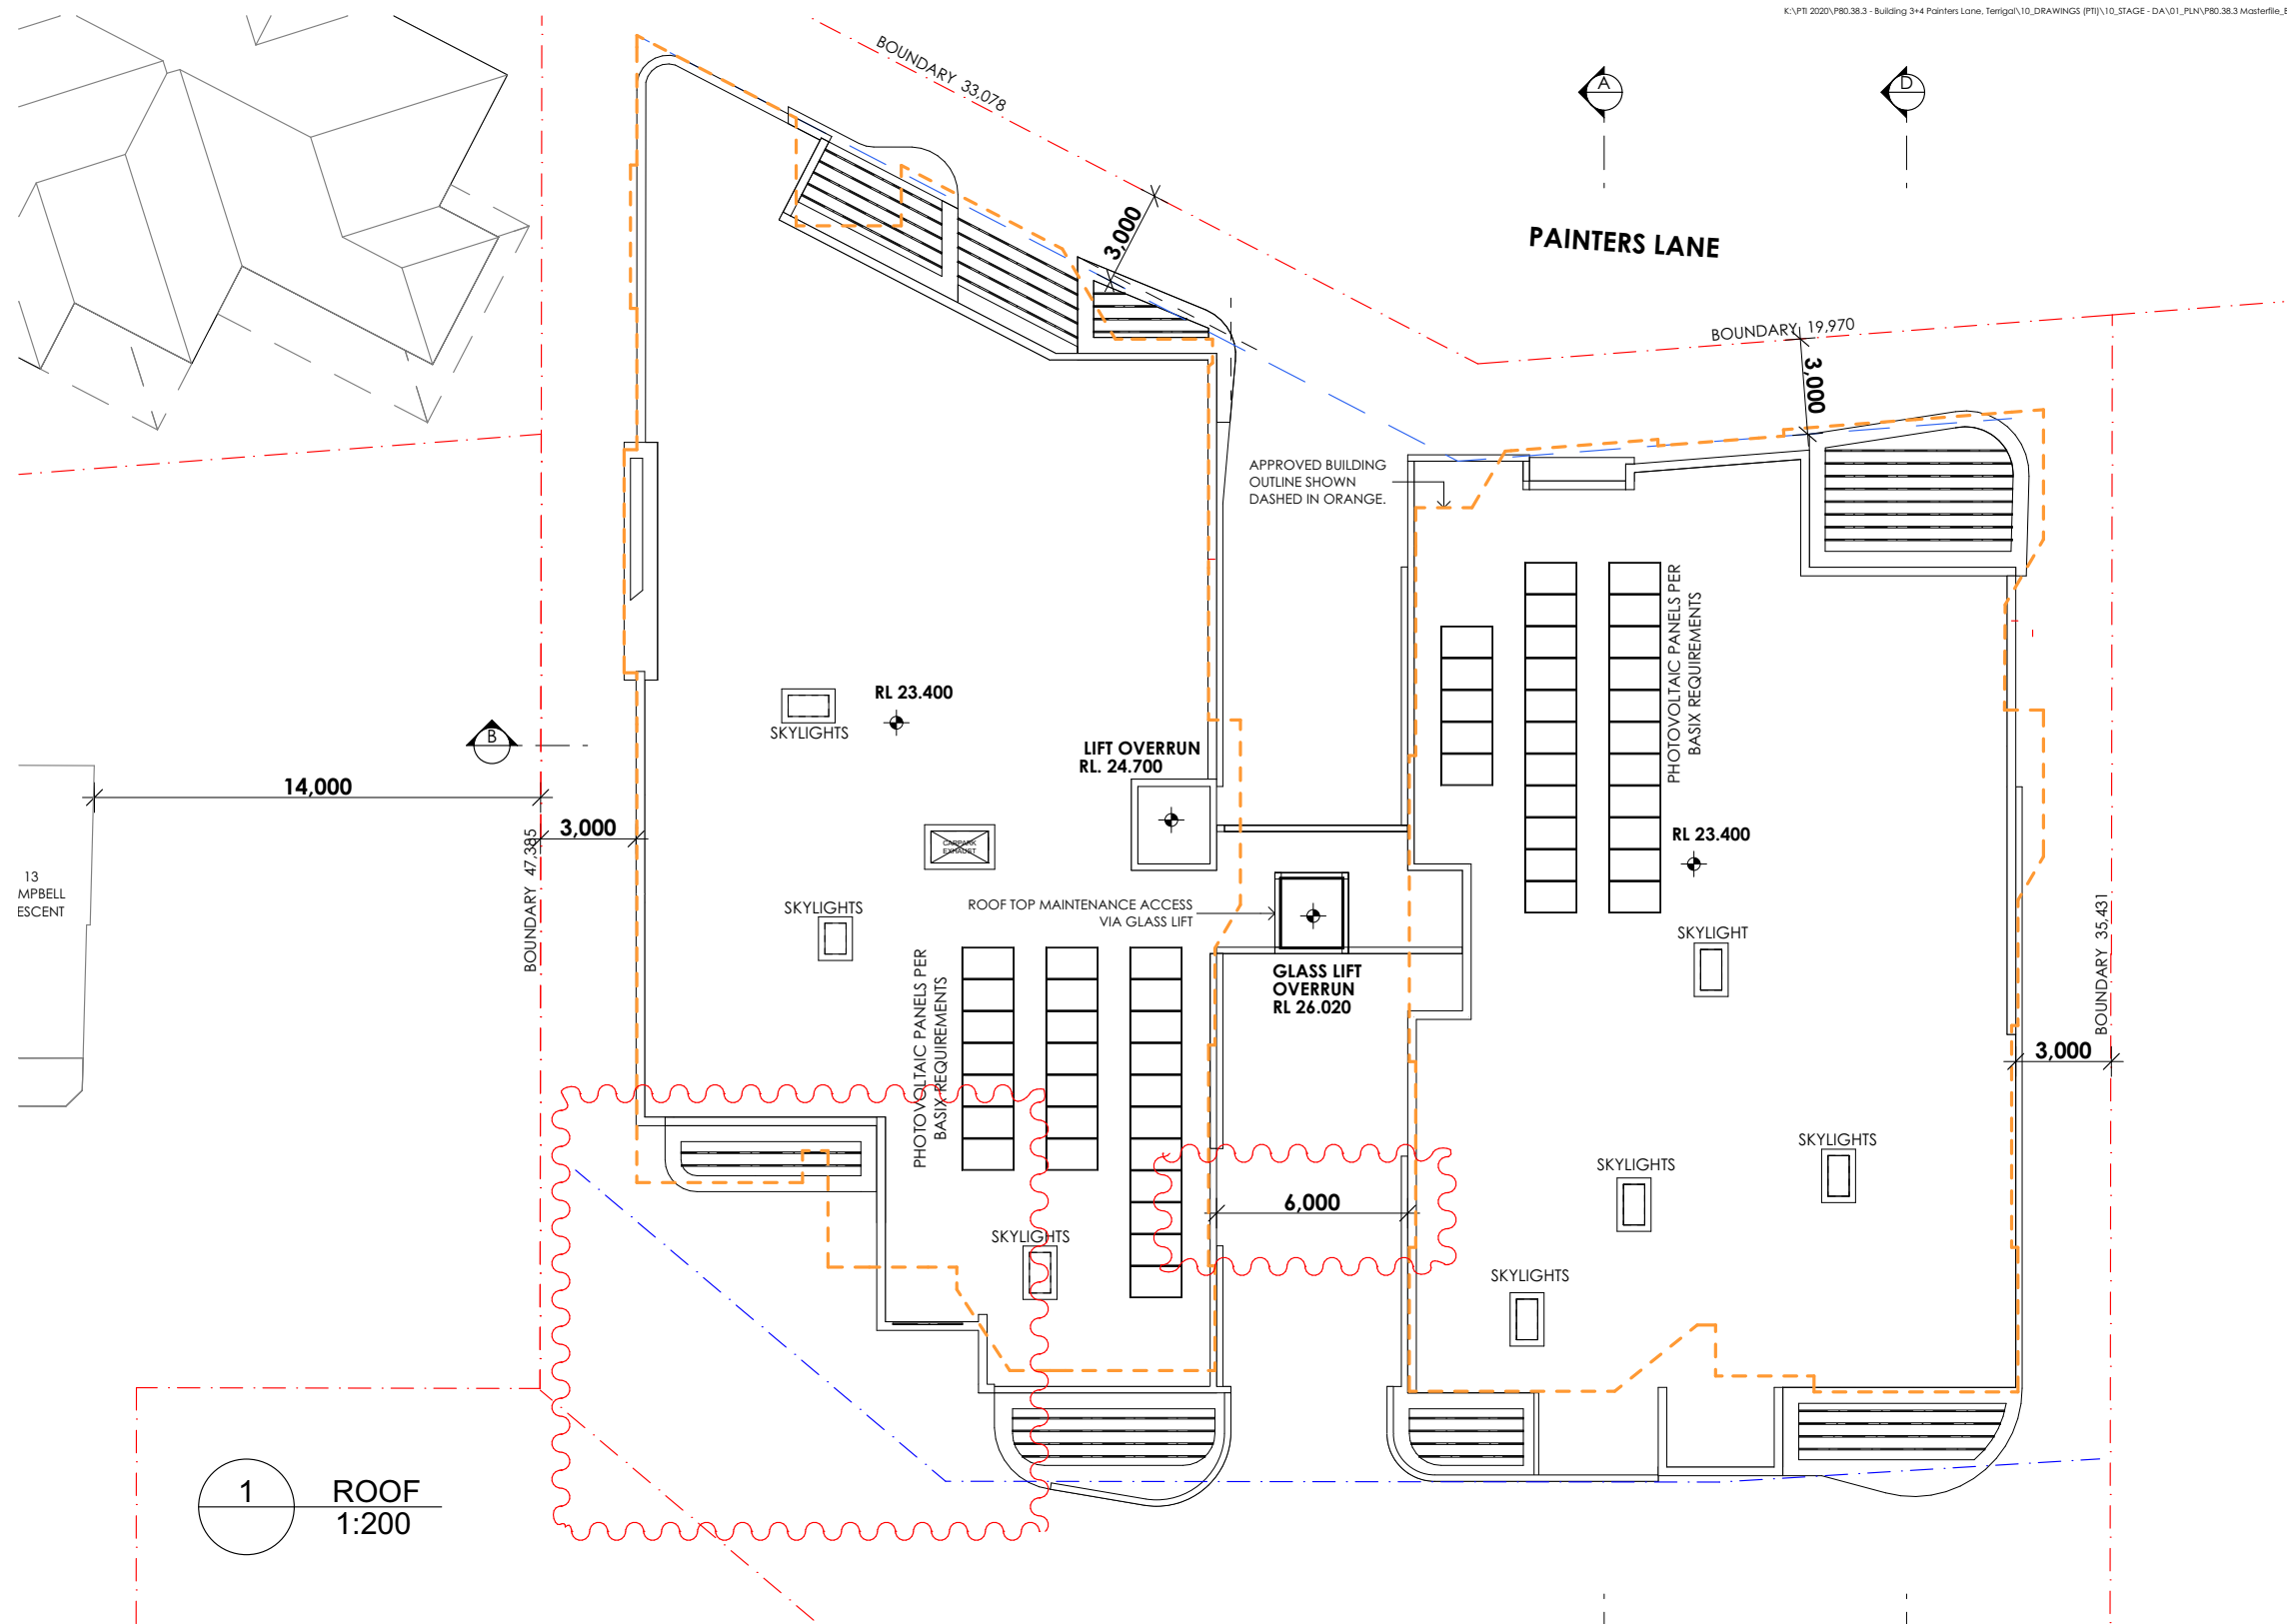 K:\PTI 2020\P80.38.3 - Building 3+4 Painters Lane, Terrigal\10_DRAWINGS (PTI)\10_STAGE - DA\01_PLN\P80.38.3 Masterfile_
BOUNDARY 33,078
A
D
3,000
PAINTERS LANE
BOUNDARY 19,970
3,000
APPROVED BUILDING
OUTLINE SHOWN
DASHED IN ORANGE.
PHOTOVOLTAIC PANELS PER
BASIX REQUIREMENTS
RL 23.400
SKYLIGHTS
B
LIFT OVERRUN
RL. 24.700
14,000
3,000
BOUNDARY 47,385
CARPARK
EXHAUST
RL 23.400
13
MPBELL
ESCENT
SKYLIGHTS
ROOF TOP MAINTENANCE ACCESS
VIA GLASS LIFT
SKYLIGHT
BOUNDARY 35,431
GLASS LIFT
OVERRUN
RL 26.020
PHOTOVOLTAIC PANELS PER
BASIX REQUIREMENTS
3,000
SKYLIGHTS
SKYLIGHTS
6,000
SKYLIGHTS
SKYLIGHTS
1
ROOF
1:200